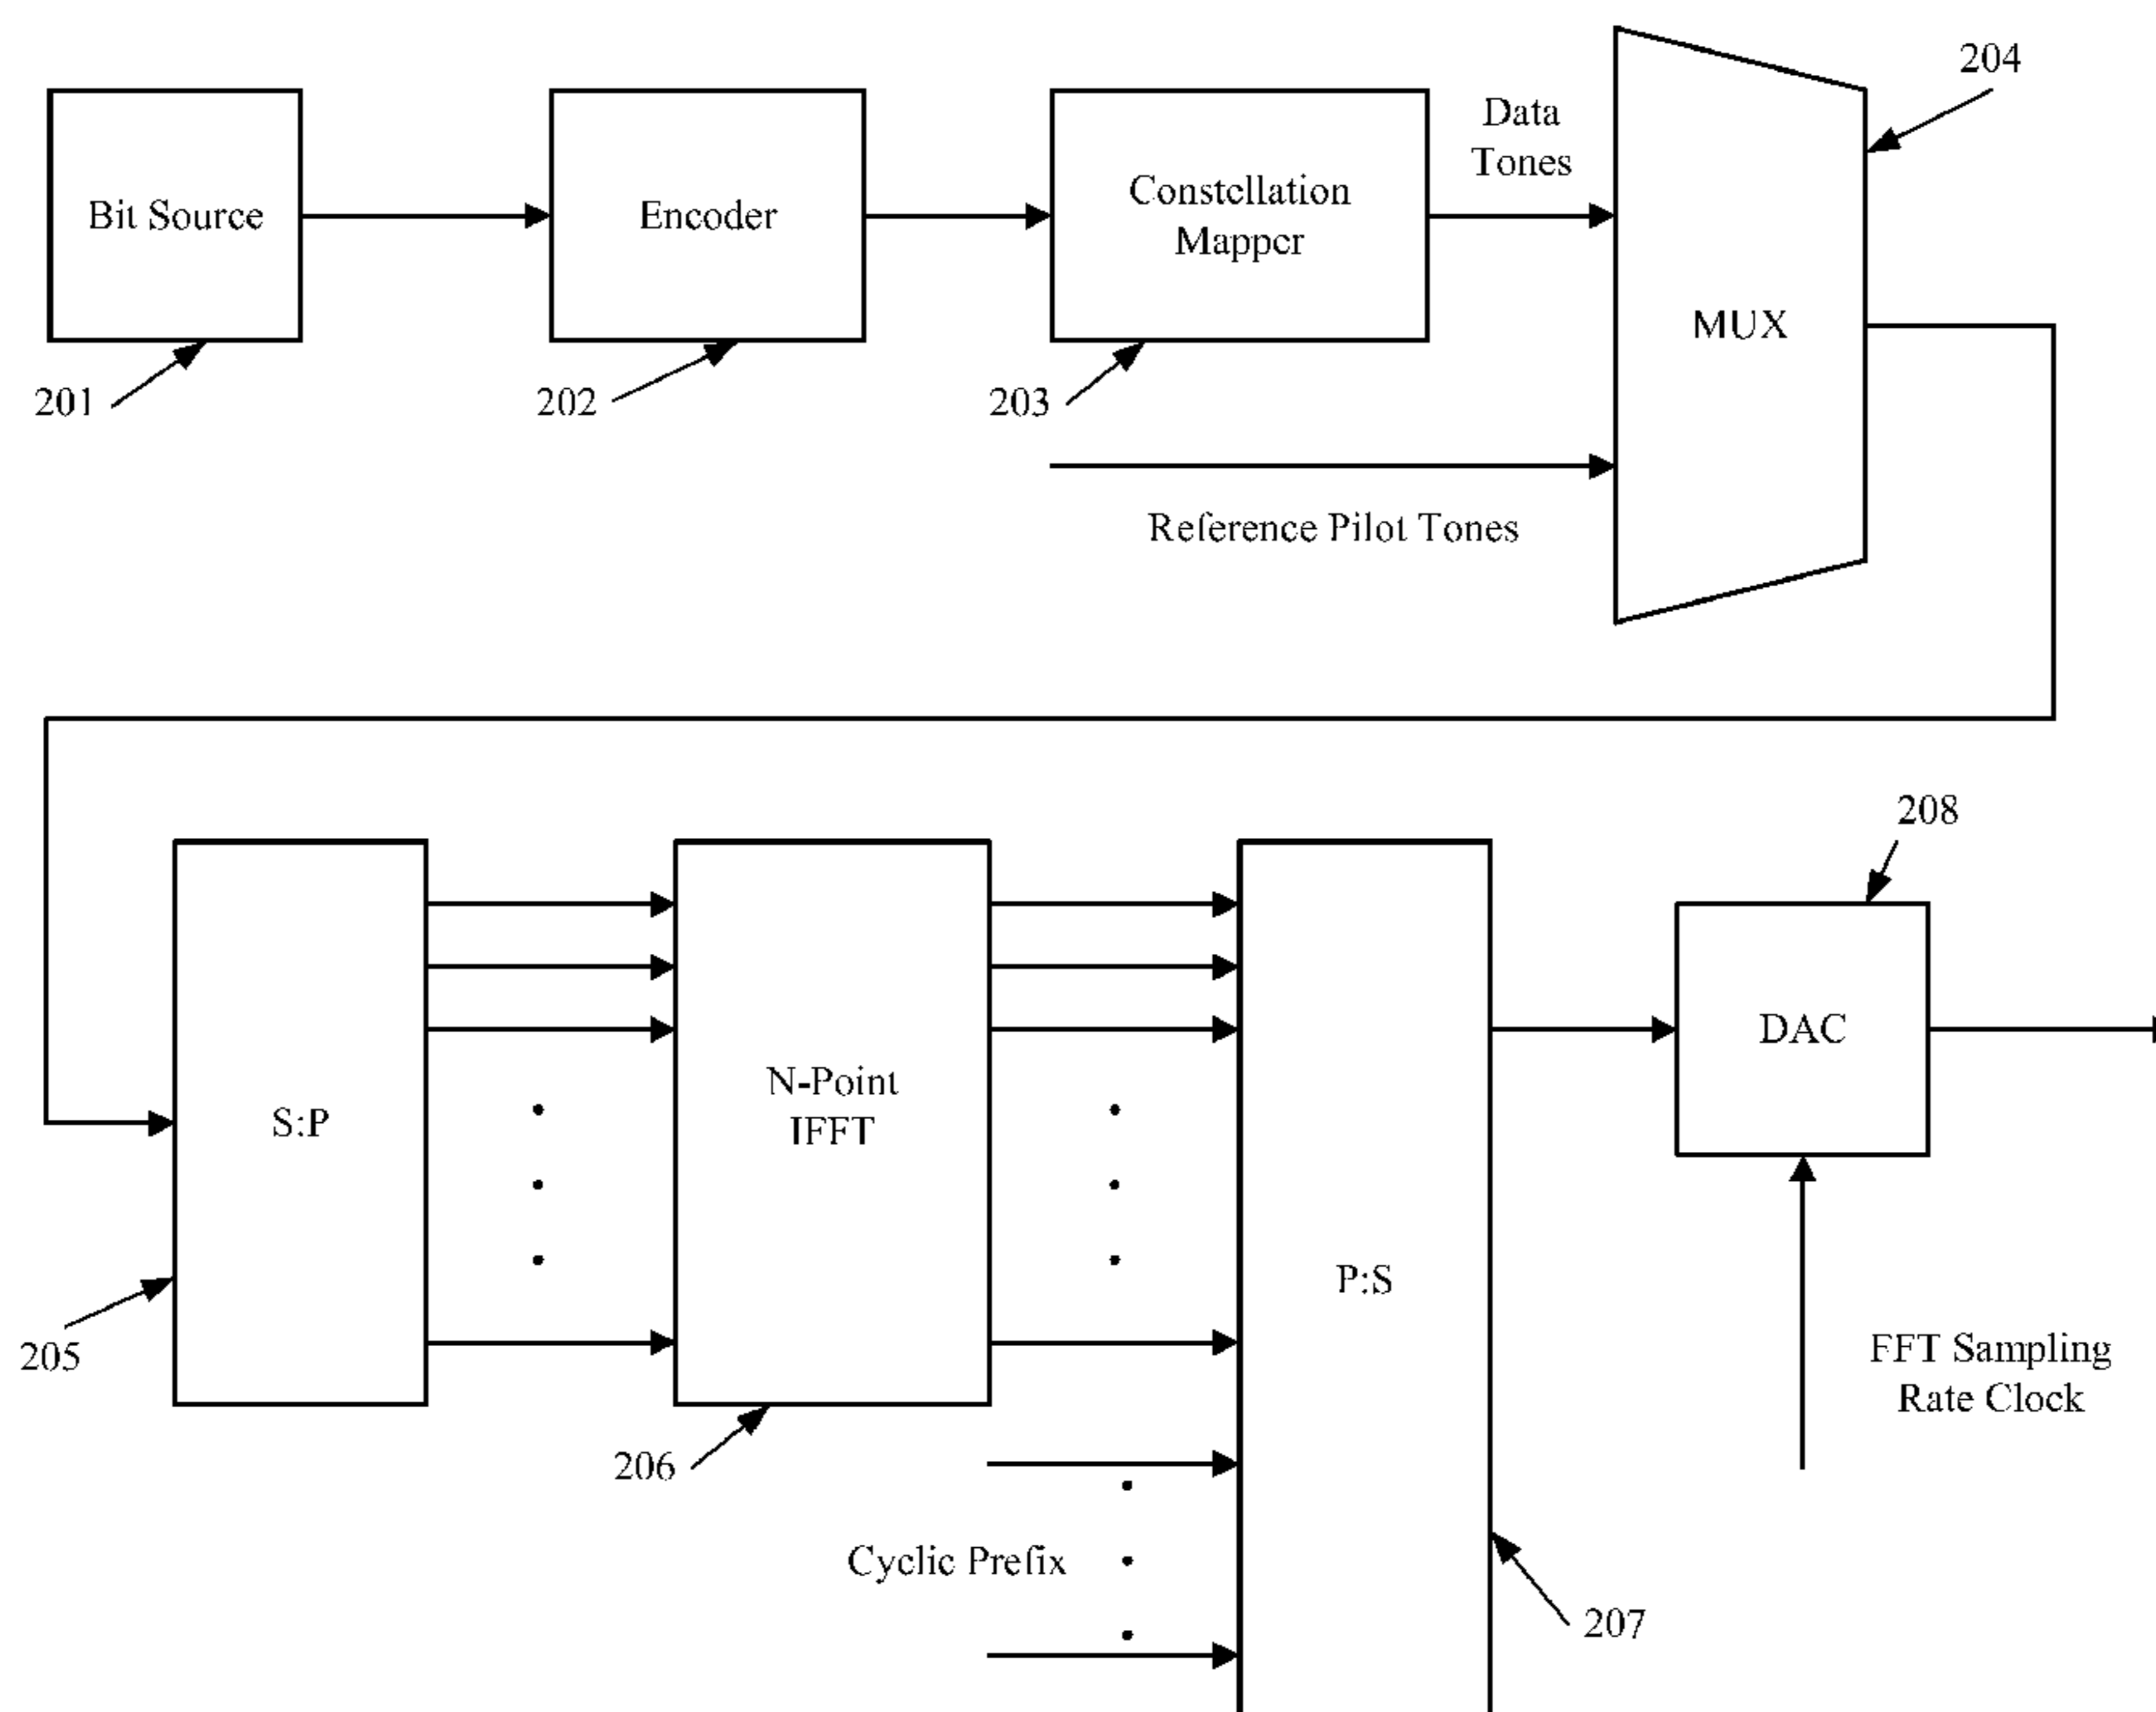 204
Data
Tones
Bit Source
Encoder
Constellation
Mapper
MUX
201
202
203
Reference Pilot Tones
208
S:P
N-Point
IFFT
DAC
P:S
205
FFT Sampling
Rate Clock
206
Cyclic Prefix
207